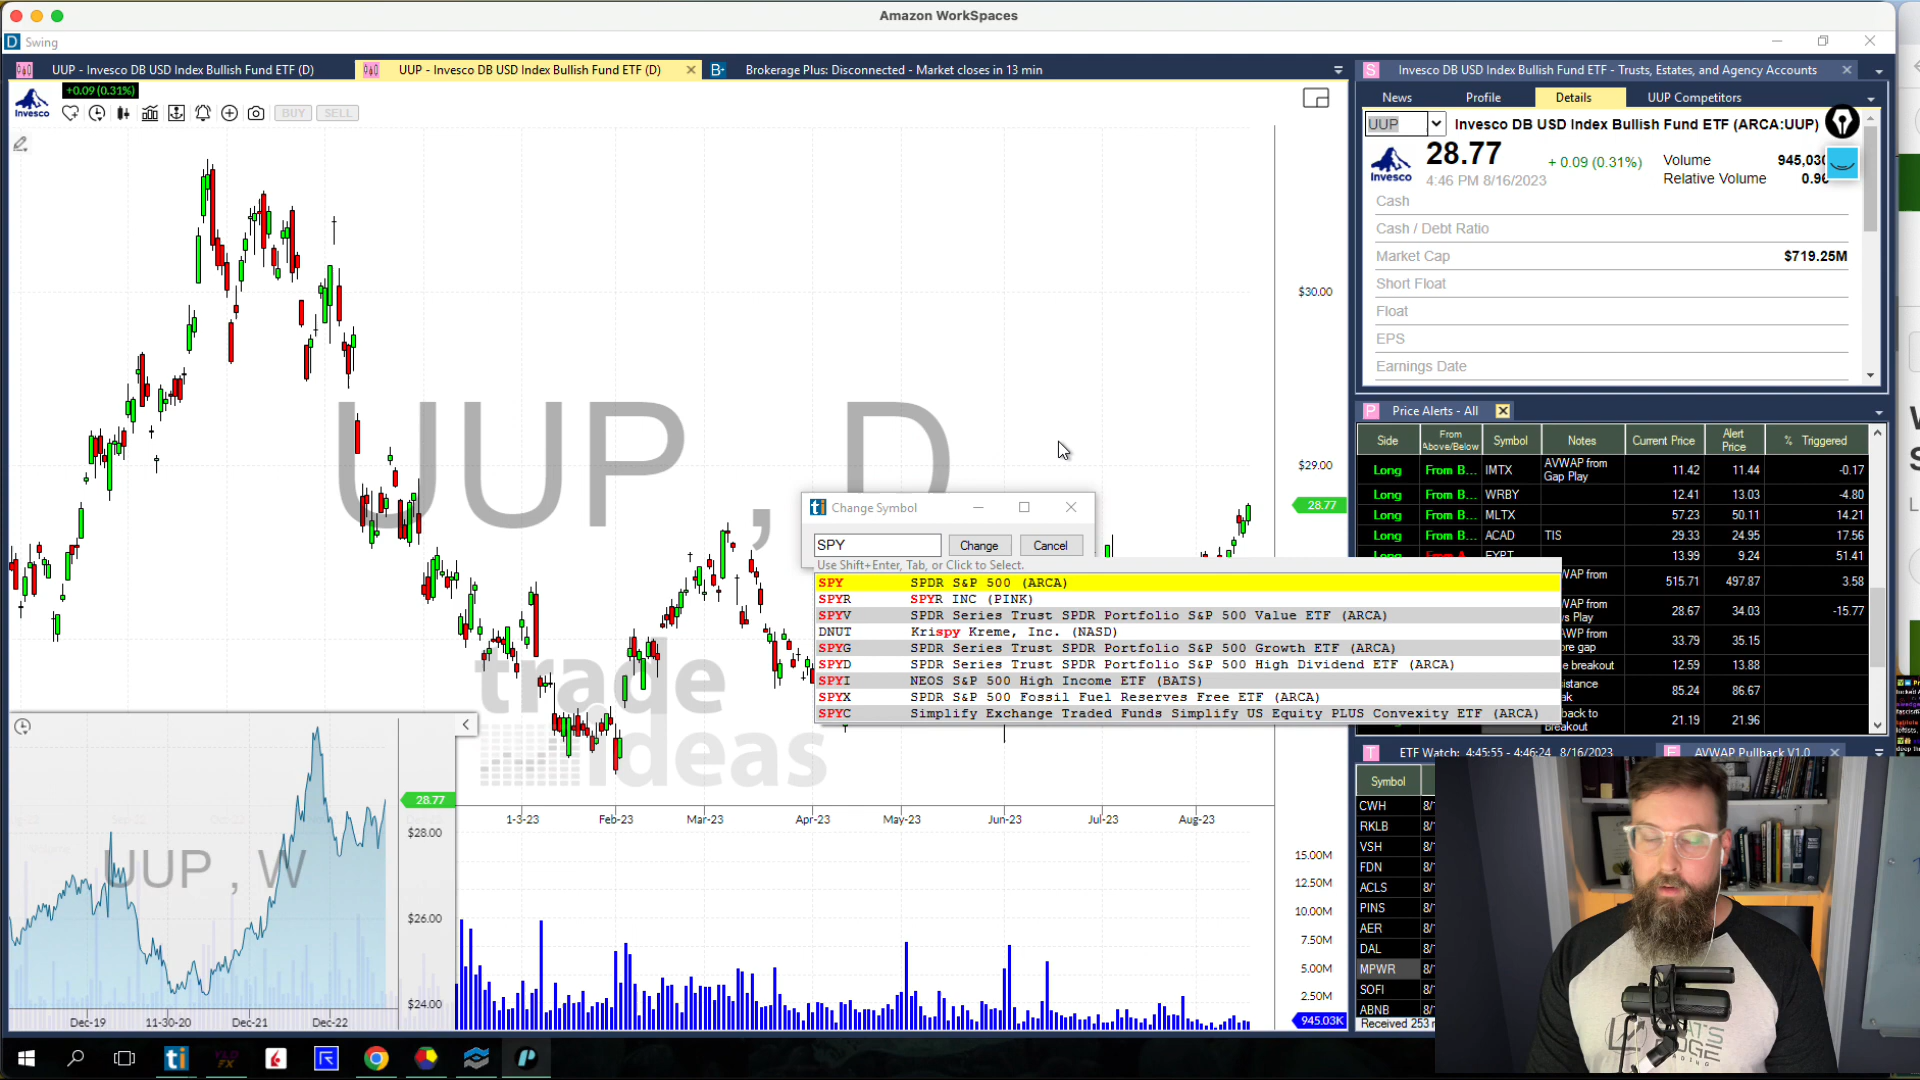 Amazon WorkSpaces
Swing
UUP - Invesco DB USD Index Bullish Fund ETF (D)
UUP - Invesco DB USD Index Bullish Fund ETF (D)
Brokerage Plus: Disconnected - Market closes in 13 min
Invesco DB USD Index Bullish Fund ETF - Trusts, Estates, and Agency Accounts
+0.09 (0.31%)
Invesco
BUY
SELL
News
Profile
Details
UUP Competitors
UUP
Invesco DB USD Index Bullish Fund ETF (ARCA:UUP)
Invesco
28.77
+ 0.09 (0.31%)
4:46 PM 8/16/2023
Volume
Relative Volume
Cash
Cash / Debt Ratio
Market Cap
$719.25M
Short Float
Float
EPS
Earnings Date
UUP , D
$30.00
$29.00
28.77
trade
ideas
Change Symbol
SPY
Change
Cancel
Use Shift+Enter, Tab, or Click to Select.
SPY SPDR S&P 500 (ARCA)
SPYR SPYR INC (PINK)
SPYV SPDR Series Trust SPDR Portfolio S&P 500 Value ETF (ARCA)
DNUT Krispy Kreme, Inc. (NASD)
SPYG SPDR Series Trust SPDR Portfolio S&P 500 Growth ETF (ARCA)
SPYD SPDR Series Trust SPDR Portfolio S&P 500 High Dividend ETF (ARCA)
SPYI NEOS S&P 500 High Income ETF (BATS)
SPYX SPDR S&P 500 Fossil Fuel Reserves Free ETF (ARCA)
SPYC Simplify Exchange Traded Funds Simplify US Equity PLUS Convexity ETF (ARCA)
Price Alerts - All
Side From Above/Below Symbol Notes Current Price Alert Price % Triggered
Long From B... IMTX AVWAP from Gap Play 11.42 11.44 -0.17
Long From B... WRBY 12.41 13.03 -4.80
Long From B... MLTX 57.23 50.11 14.21
Long From B... ACAD TIS 29.33 24.95 17.56
13.99 9.24 51.41
515.71 497.87 3.58
28.67 34.03 -15.77
33.79 35.15
breakout 12.59 13.88
85.24 86.67
back to breakout 21.19 21.96
ETF Watch: 4:45:55 - 4:46:24 8/16/2023
AVWAP Pullback V1.0
Symbol
CWH
RKLB
VSH
FDN
ACLS
PINS
AER
DAL
MPWR
SOFI
ABNB
Received 253
1-3-23
Feb-23
Mar-23
Apr-23
May-23
Jun-23
Jul-23
Aug-23
15.00M
12.50M
10.00M
7.50M
5.00M
2.50M
945.03K
UUP , W
28.77
$28.00
$26.00
$24.00
Dec-19
11-30-20
Dec-21
Dec-22